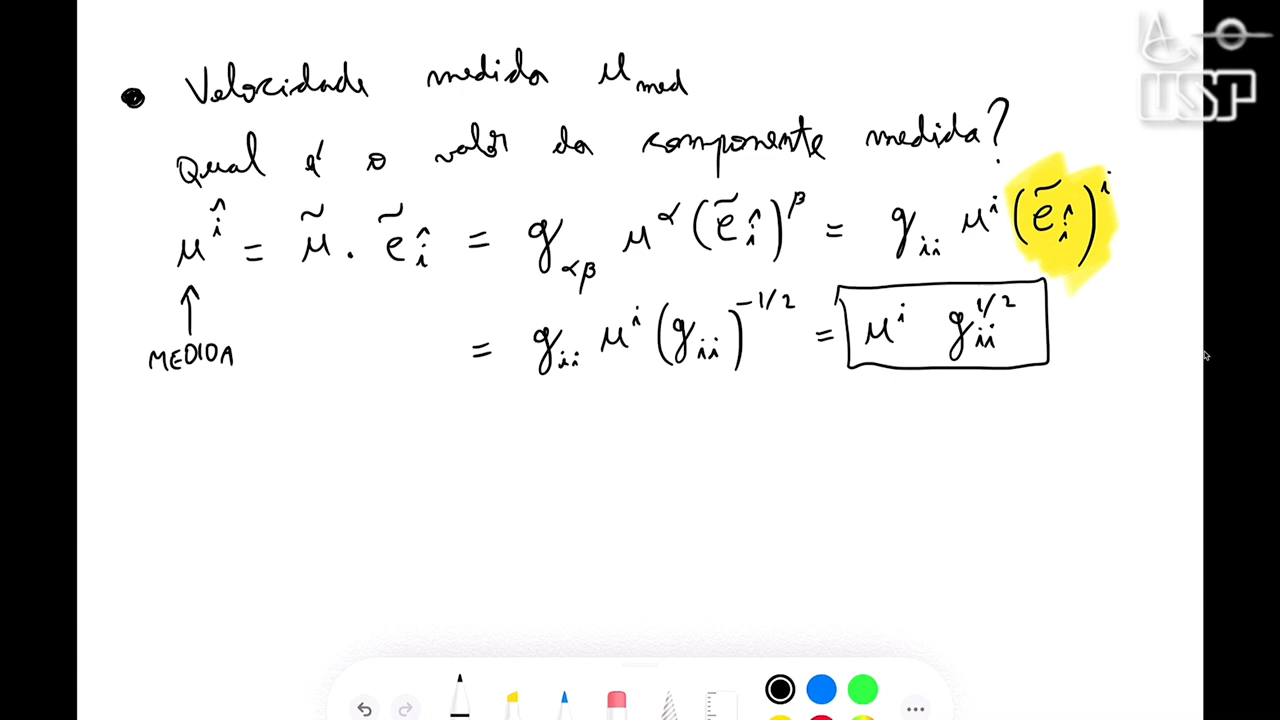 • Velocidade medida u_med
Qual é o valor da componente medida?
u^î = ũ · ẽ_î = g_αβ u^α (ẽ_î)^β = g_ii u^i (ẽ_î)^i
= g_ii u^i (g_ii)^-1/2 = u^i g_ii^1/2
↑
MEDIDA
USP